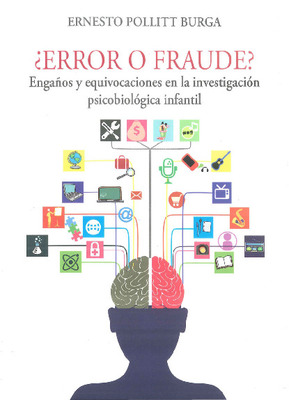 ERNESTO POLLITT BURGA
¿ERROR O FRAUDE?
Engaños y equivocaciones en la investigación
psicobiológica infantil